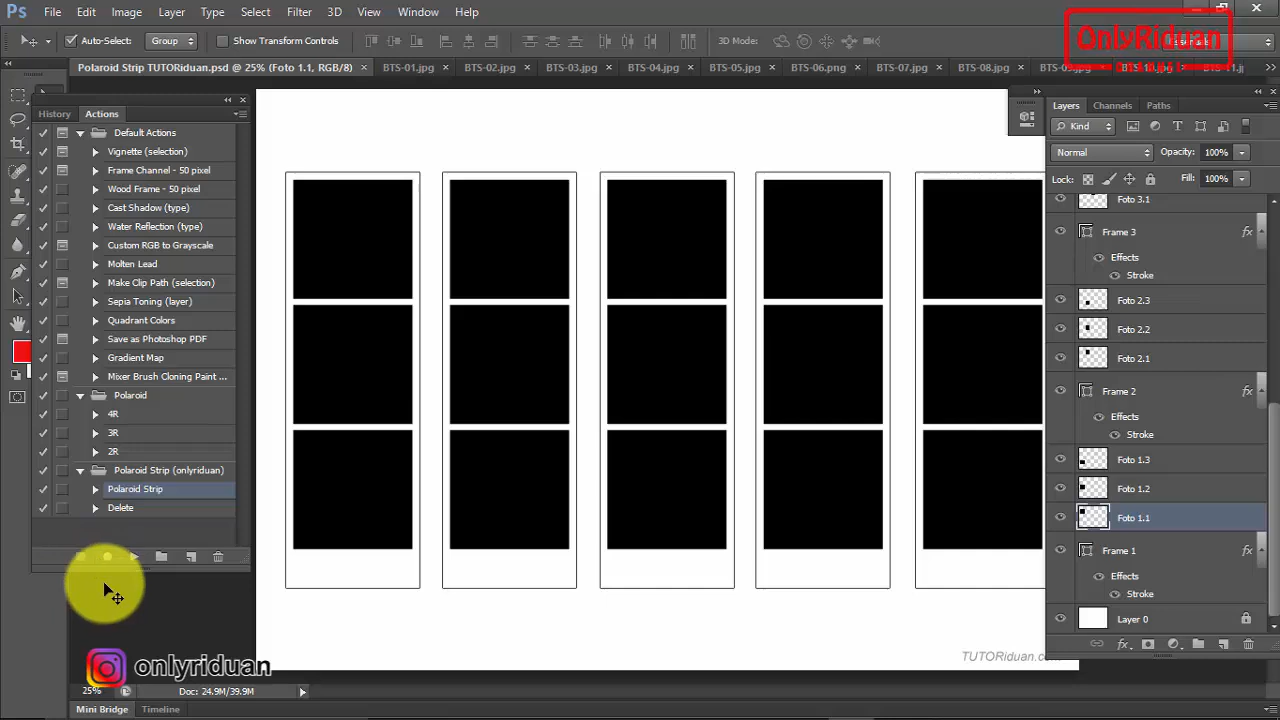 Ps File Edit Image Layer Type Select Filter 3D View Window Help
Auto-Select: Group Show Transform Controls 3D Mode:
OnlyRiduan
Polaroid Strip TUTORiduan.psd @ 25% (Foto 1.1, RGB/8) × BTS-01.jpg × BTS-02.jpg × BTS-03.jpg × BTS-04.jpg × BTS-05.jpg × BTS-06.png × BTS-07.jpg × BTS-08.jpg ×
History Actions
Default Actions
Vignette (selection)
Frame Channel - 50 pixel
Wood Frame - 50 pixel
Cast Shadow (type)
Water Reflection (type)
Custom RGB to Grayscale
Molten Lead
Make Clip Path (selection)
Sepia Toning (layer)
Quadrant Colors
Save as Photoshop PDF
Gradient Map
Mixer Brush Cloning Paint ...
Polaroid
4R
3R
2R
Polaroid Strip (onlyriduan)
Polaroid Strip
Delete
Layers Channels Paths
Kind
Normal Opacity: 100%
Lock: Fill: 100%
Foto 3.1
Frame 3 fx
Effects
Stroke
Foto 2.3
Foto 2.2
Foto 2.1
Frame 2 fx
Effects
Stroke
Foto 1.3
Foto 1.2
Foto 1.1
Frame 1 fx
Effects
Stroke
Layer 0
fx
onlyriduan
25% Doc: 24.9M/39.9M
Mini Bridge Timeline